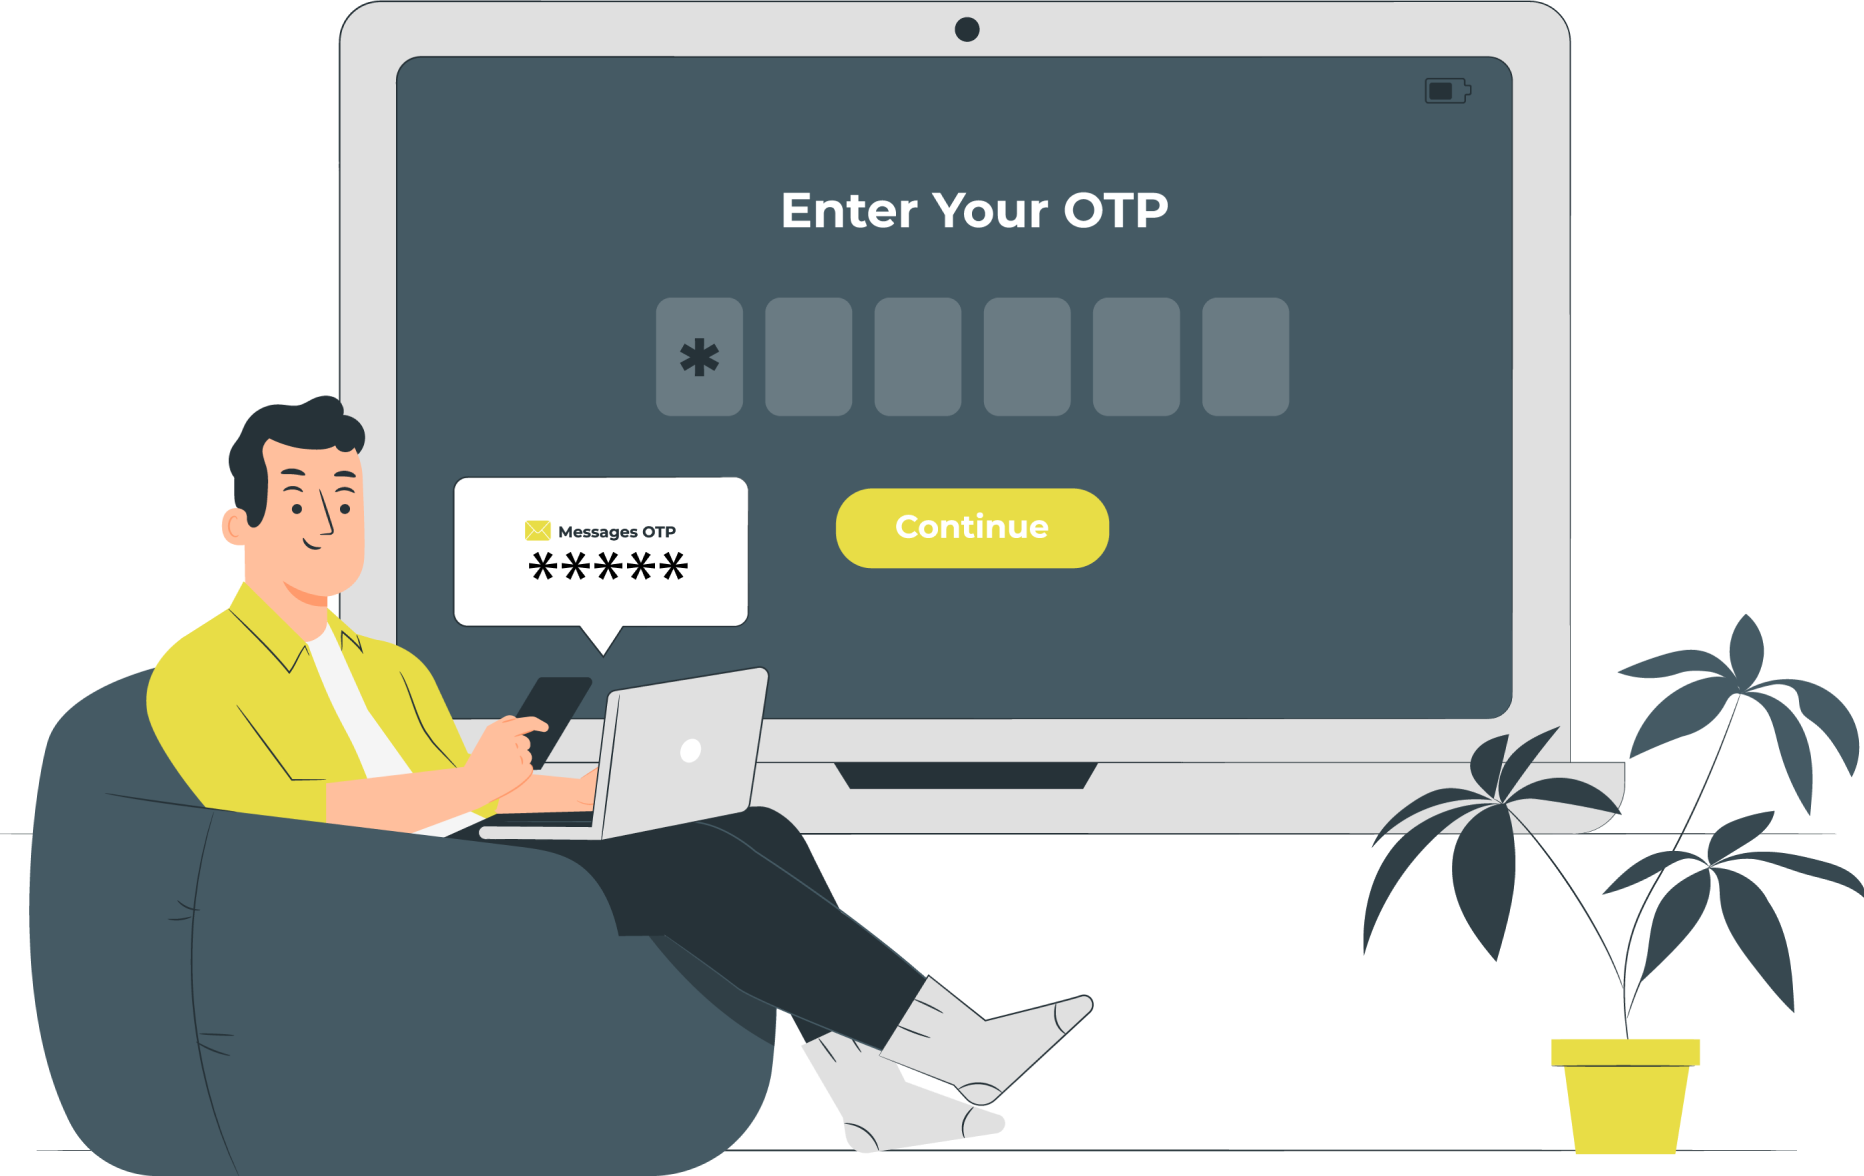 Enter Your OTP
*
Continue
Messages OTP
*****